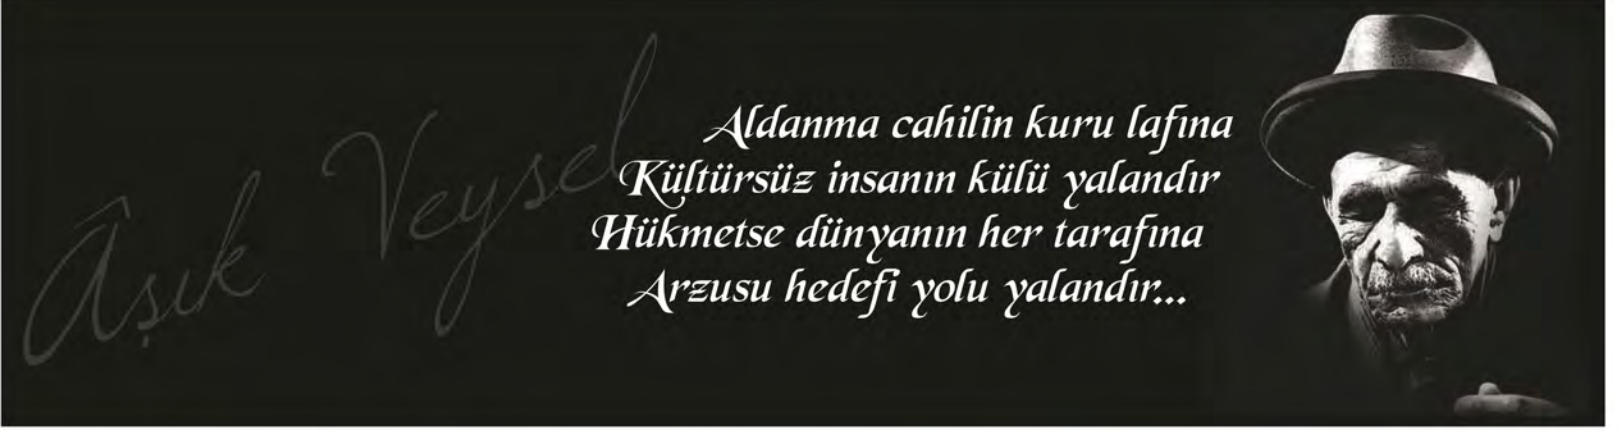 Âşık Veysel
Aldanma cahilin kuru lafına
Kültürsüz insanın külü yalandır
Hükmetse dünyanın her tarafına
Arzusu hedefi yolu yalandır...